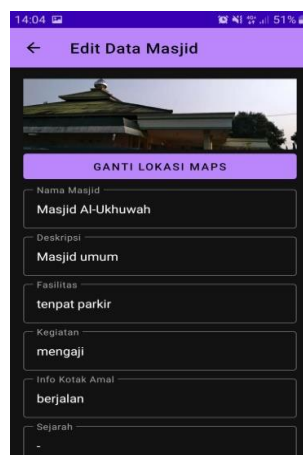 14:04 51%
← Edit Data Masjid
GANTI LOKASI MAPS
Nama Masjid
Masjid Al-Ukhuwah
Deskripsi
Masjid umum
Fasilitas
tenpat parkir
Kegiatan
mengaji
Info Kotak Amal
berjalan
Sejarah
-